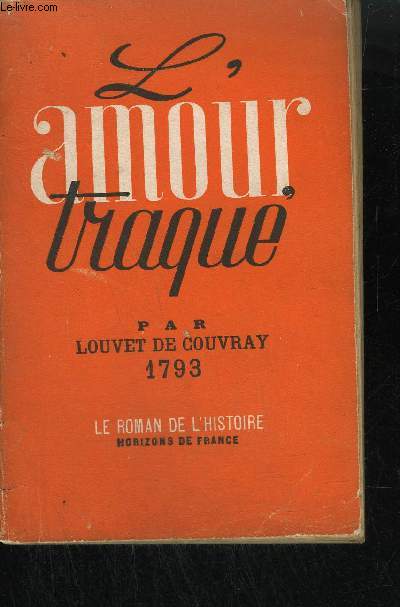 Le-livre.com
L'
amour
traqué
PAR
LOUVET DE COUVRAY
1793
LE ROMAN DE L'HISTOIRE
HORIZONS DE FRANCE